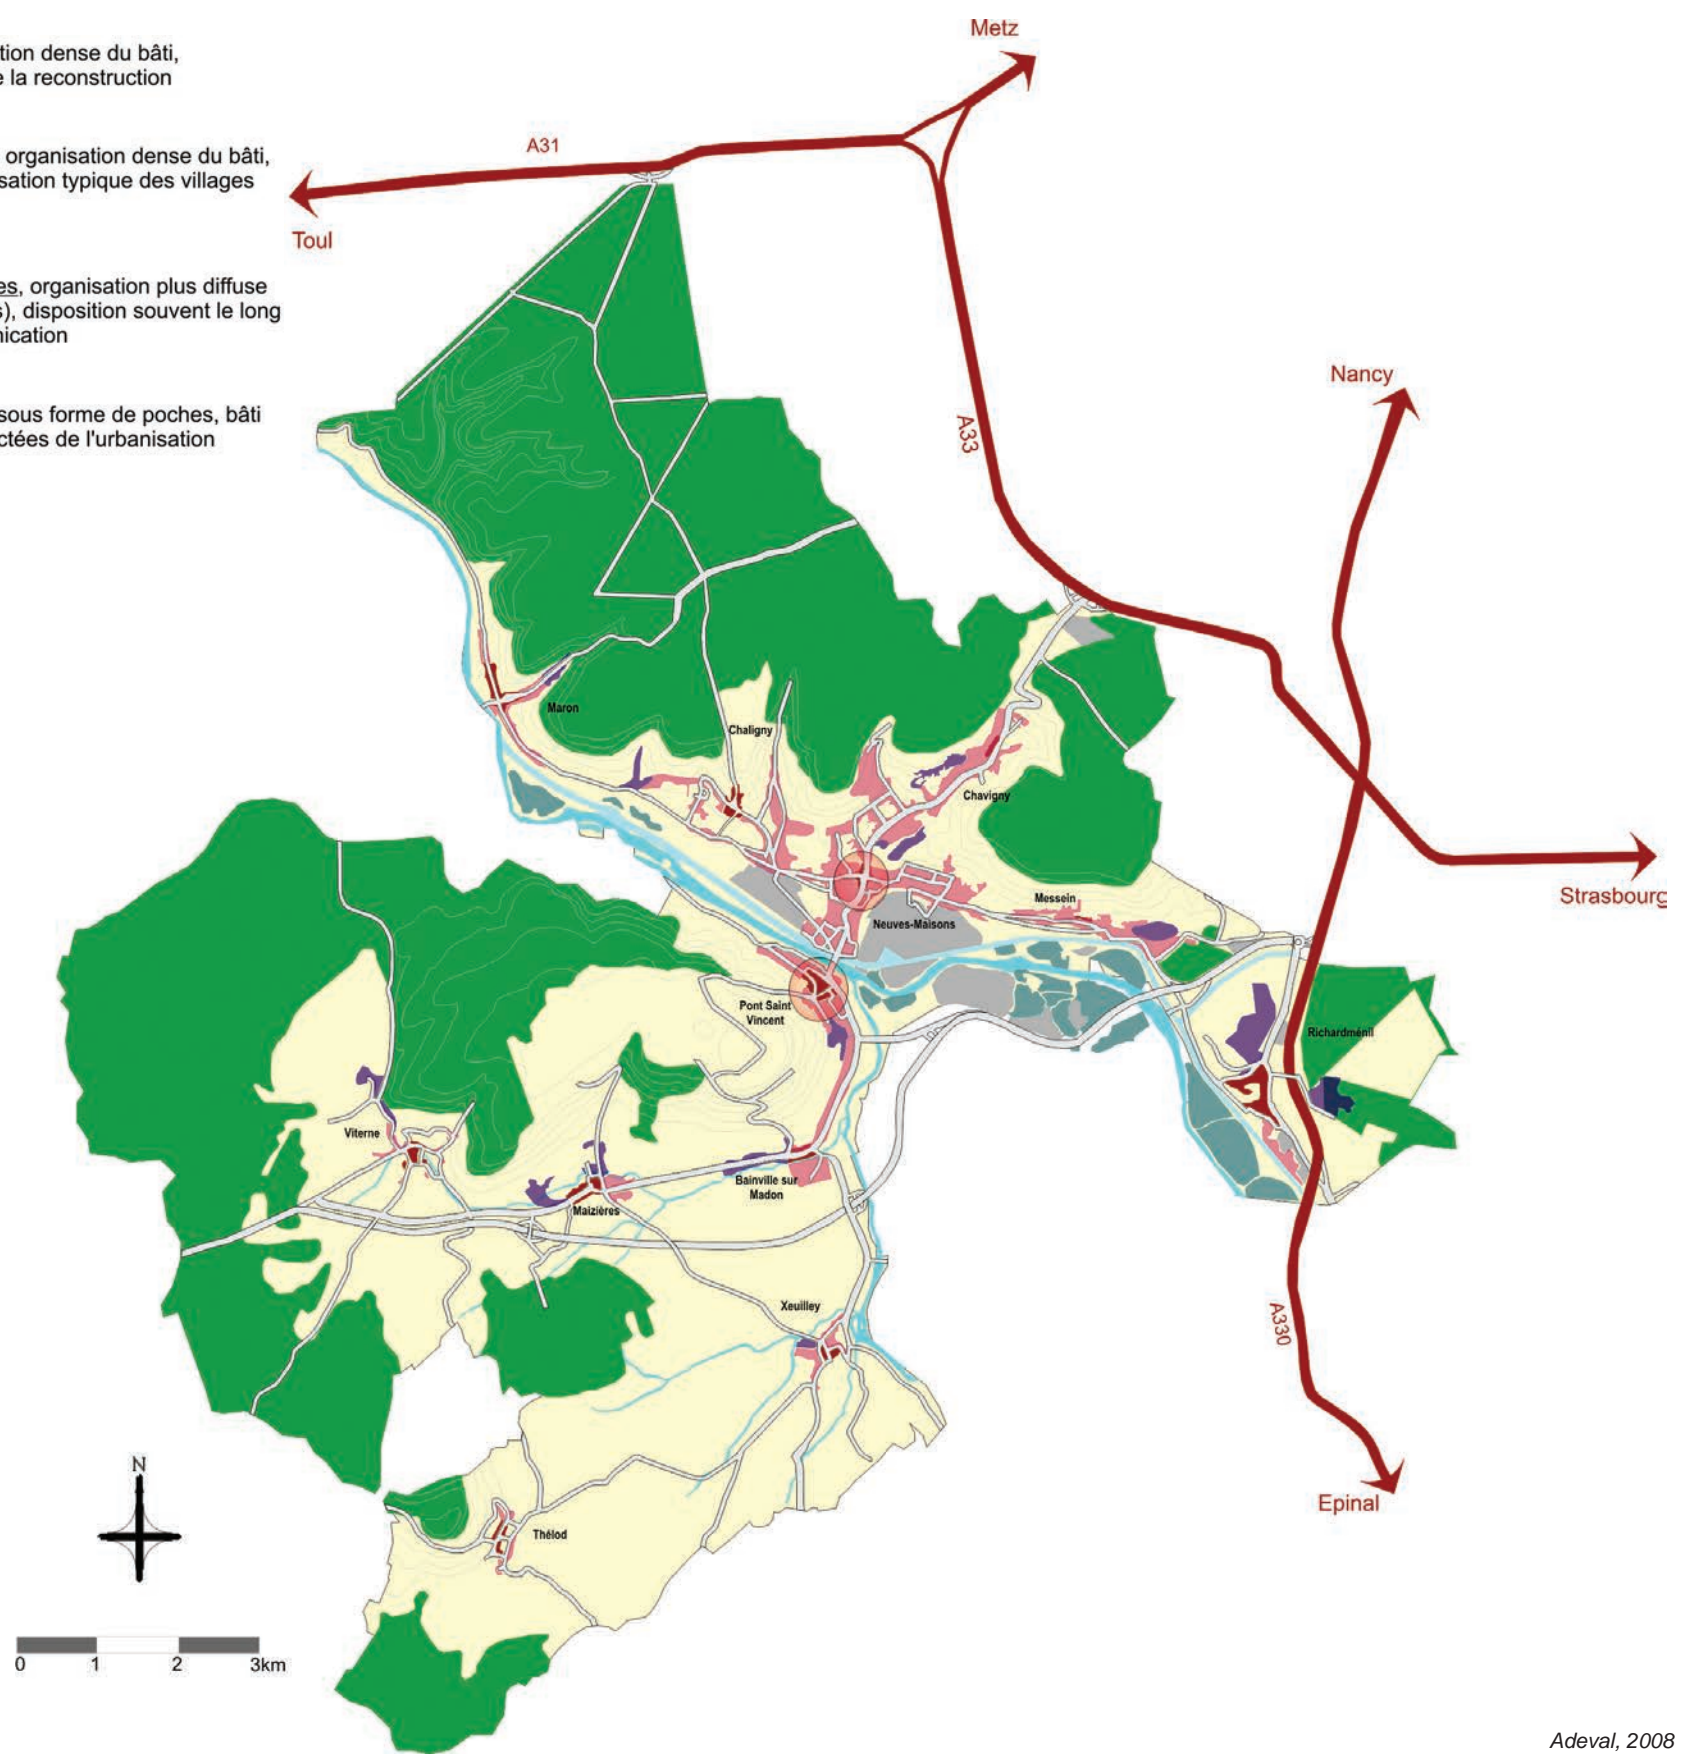 tion dense du bâti,
e la reconstruction
organisation dense du bâti,
sation typique des villages
es, organisation plus diffuse
s), disposition souvent le long
nication
sous forme de poches, bâti
ctées de l'urbanisation
Metz
A31
Toul
A33
Nancy
Strasbourg
Maron
Chaligny
Chavigny
Messein
Neuves-Maisons
Pont Saint
Vincent
Richardménil
Viterne
Bainville sur
Madon
Maizières
Xeuilley
A330
Epinal
Thélod
N
0 1 2 3km
Adeval, 2008